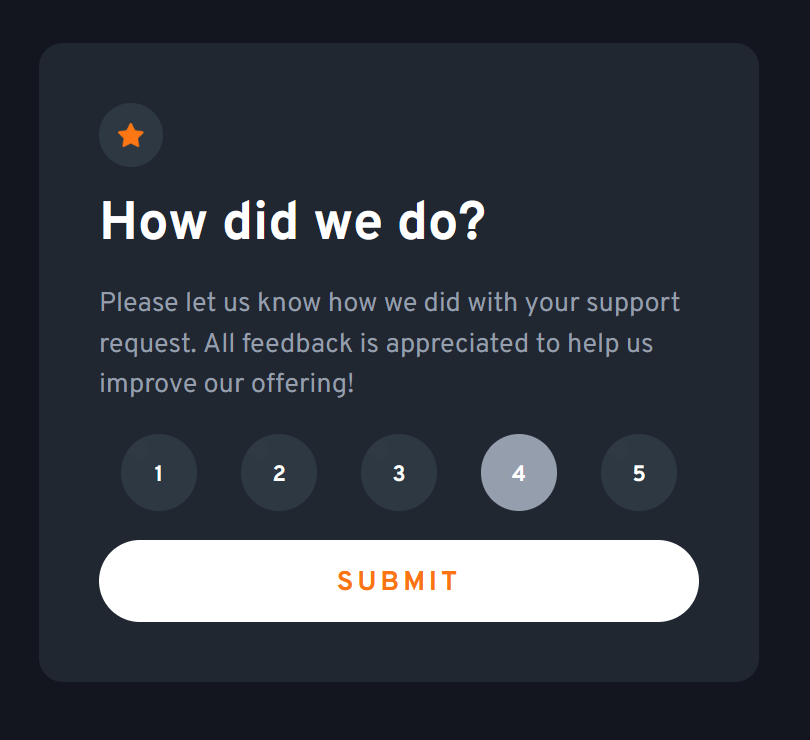 How did we do?
Please let us know how we did with your support
request. All feedback is appreciated to help us
improve our offering!
1 2 3 4 5
SUBMIT